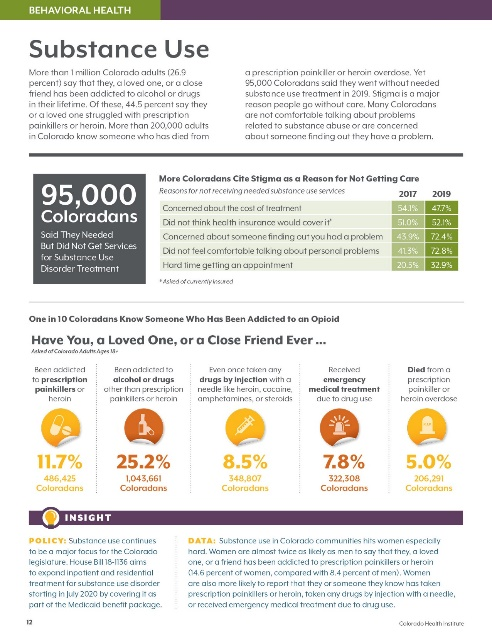 BEHAVIORAL HEALTH
Substance Use
More than 1 million Colorado adults (26.9
percent) say that they, a loved one, or a close
friend has been addicted to alcohol or drugs
in their lifetime. Of these, 44.5 percent say they
or a loved one struggled with prescription
painkillers or heroin. More than 200,000 adults
in Colorado know someone who has died from
a prescription painkiller or heroin overdose. Yet
95,000 Coloradans said they went without needed
substance use treatment in 2019. Stigma is a major
reason people go without care. Many Coloradans
are not comfortable talking about problems
related to substance abuse or are concerned
about someone finding out they have a problem.
95,000
Coloradans
Said They Needed
But Did Not Get Services
for Substance Use
Disorder Treatment
More Coloradans Cite Stigma as a Reason for Not Getting Care
Reasons for not receiving needed substance use services 2017 2019
Concerned about the cost of treatment 54.1% 47.7%
Did not think health insurance would cover it† 51.0% 52.1%
Concerned about someone finding out you had a problem 43.9% 72.4%
Did not feel comfortable talking about personal problems 41.3% 72.8%
Hard time getting an appointment 20.5% 32.9%
† Asked of currently insured
One in 10 Coloradans Know Someone Who Has Been Addicted to an Opioid
Have You, a Loved One, or a Close Friend Ever ...
Asked of Colorado Adults Ages 18+
Been addicted
to prescription
painkillers or
heroin
11.7%
486,425
Coloradans
Been addicted to
alcohol or drugs
other than prescription
painkillers or heroin
25.2%
1,043,661
Coloradans
Even once taken any
drugs by injection with a
needle like heroin, cocaine,
amphetamines, or steroids
8.5%
348,807
Coloradans
Received
emergency
medical treatment
due to drug use
7.8%
322,308
Coloradans
Died from a
prescription
painkiller or
heroin overdose
5.0%
206,291
Coloradans
INSIGHT
POLICY: Substance use continues
to be a major focus for the Colorado
legislature. House Bill 18-1136 aims
to expand inpatient and residential
treatment for substance use disorder
starting in July 2020 by covering it as
part of the Medicaid benefit package.
DATA: Substance use in Colorado communities hits women especially
hard. Women are almost twice as likely as men to say that they, a loved
one, or a friend has been addicted to prescription painkillers or heroin
(14.6 percent of women, compared with 8.4 percent of men). Women
are also more likely to report that they or someone they know has taken
prescription painkillers or heroin, taken any drugs by injection with a needle,
or received emergency medical treatment due to drug use.
12
Colorado Health Institute